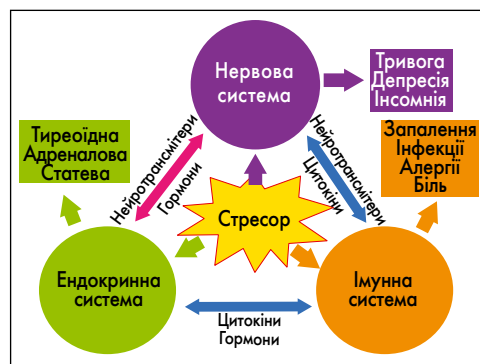 Нервова
система
Тривога
Депресія
Інсомнія
Тиреоїдна
Адреналова
Статева
Запалення
Інфекції
Алергії
Біль
Нейротрансмітери
Гормони
Нейротрансмітери
Цитокіни
Стресор
Ендокринна
система
Імунна
система
Цитокіни
Гормони